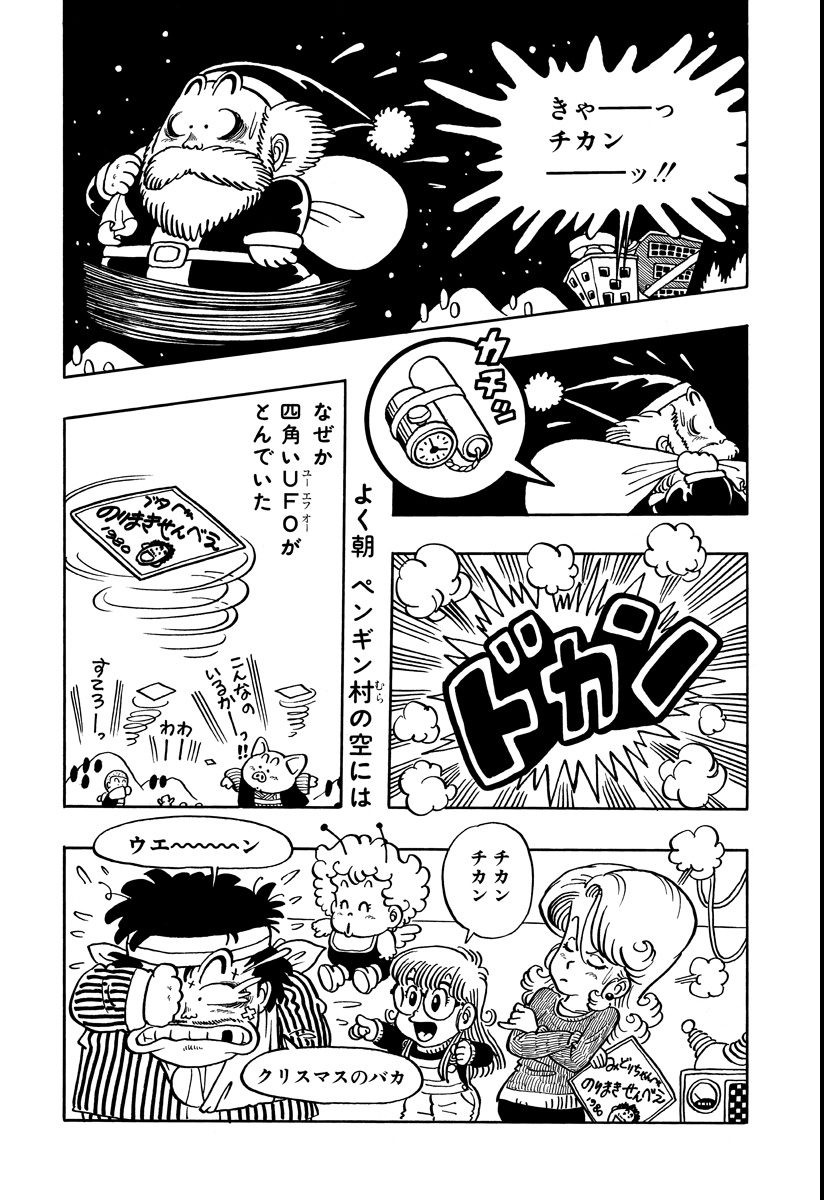 きゃ――っ
チカン
――ッ!!
カチッ
ドカン
よく朝 ペンギン村の空には
むら
なぜか
四角いUFOが
ユーエフオー
とんでいた
ブタへ
のりまきせんべえ
1980
こんなの
いるかーっ!!
わわ
すてろーっ
チカン
チカン
ウエ〜〜〜〜〜ン
クリスマスのバカ
みどりちゃんへ
のりまきせんべえ
1980